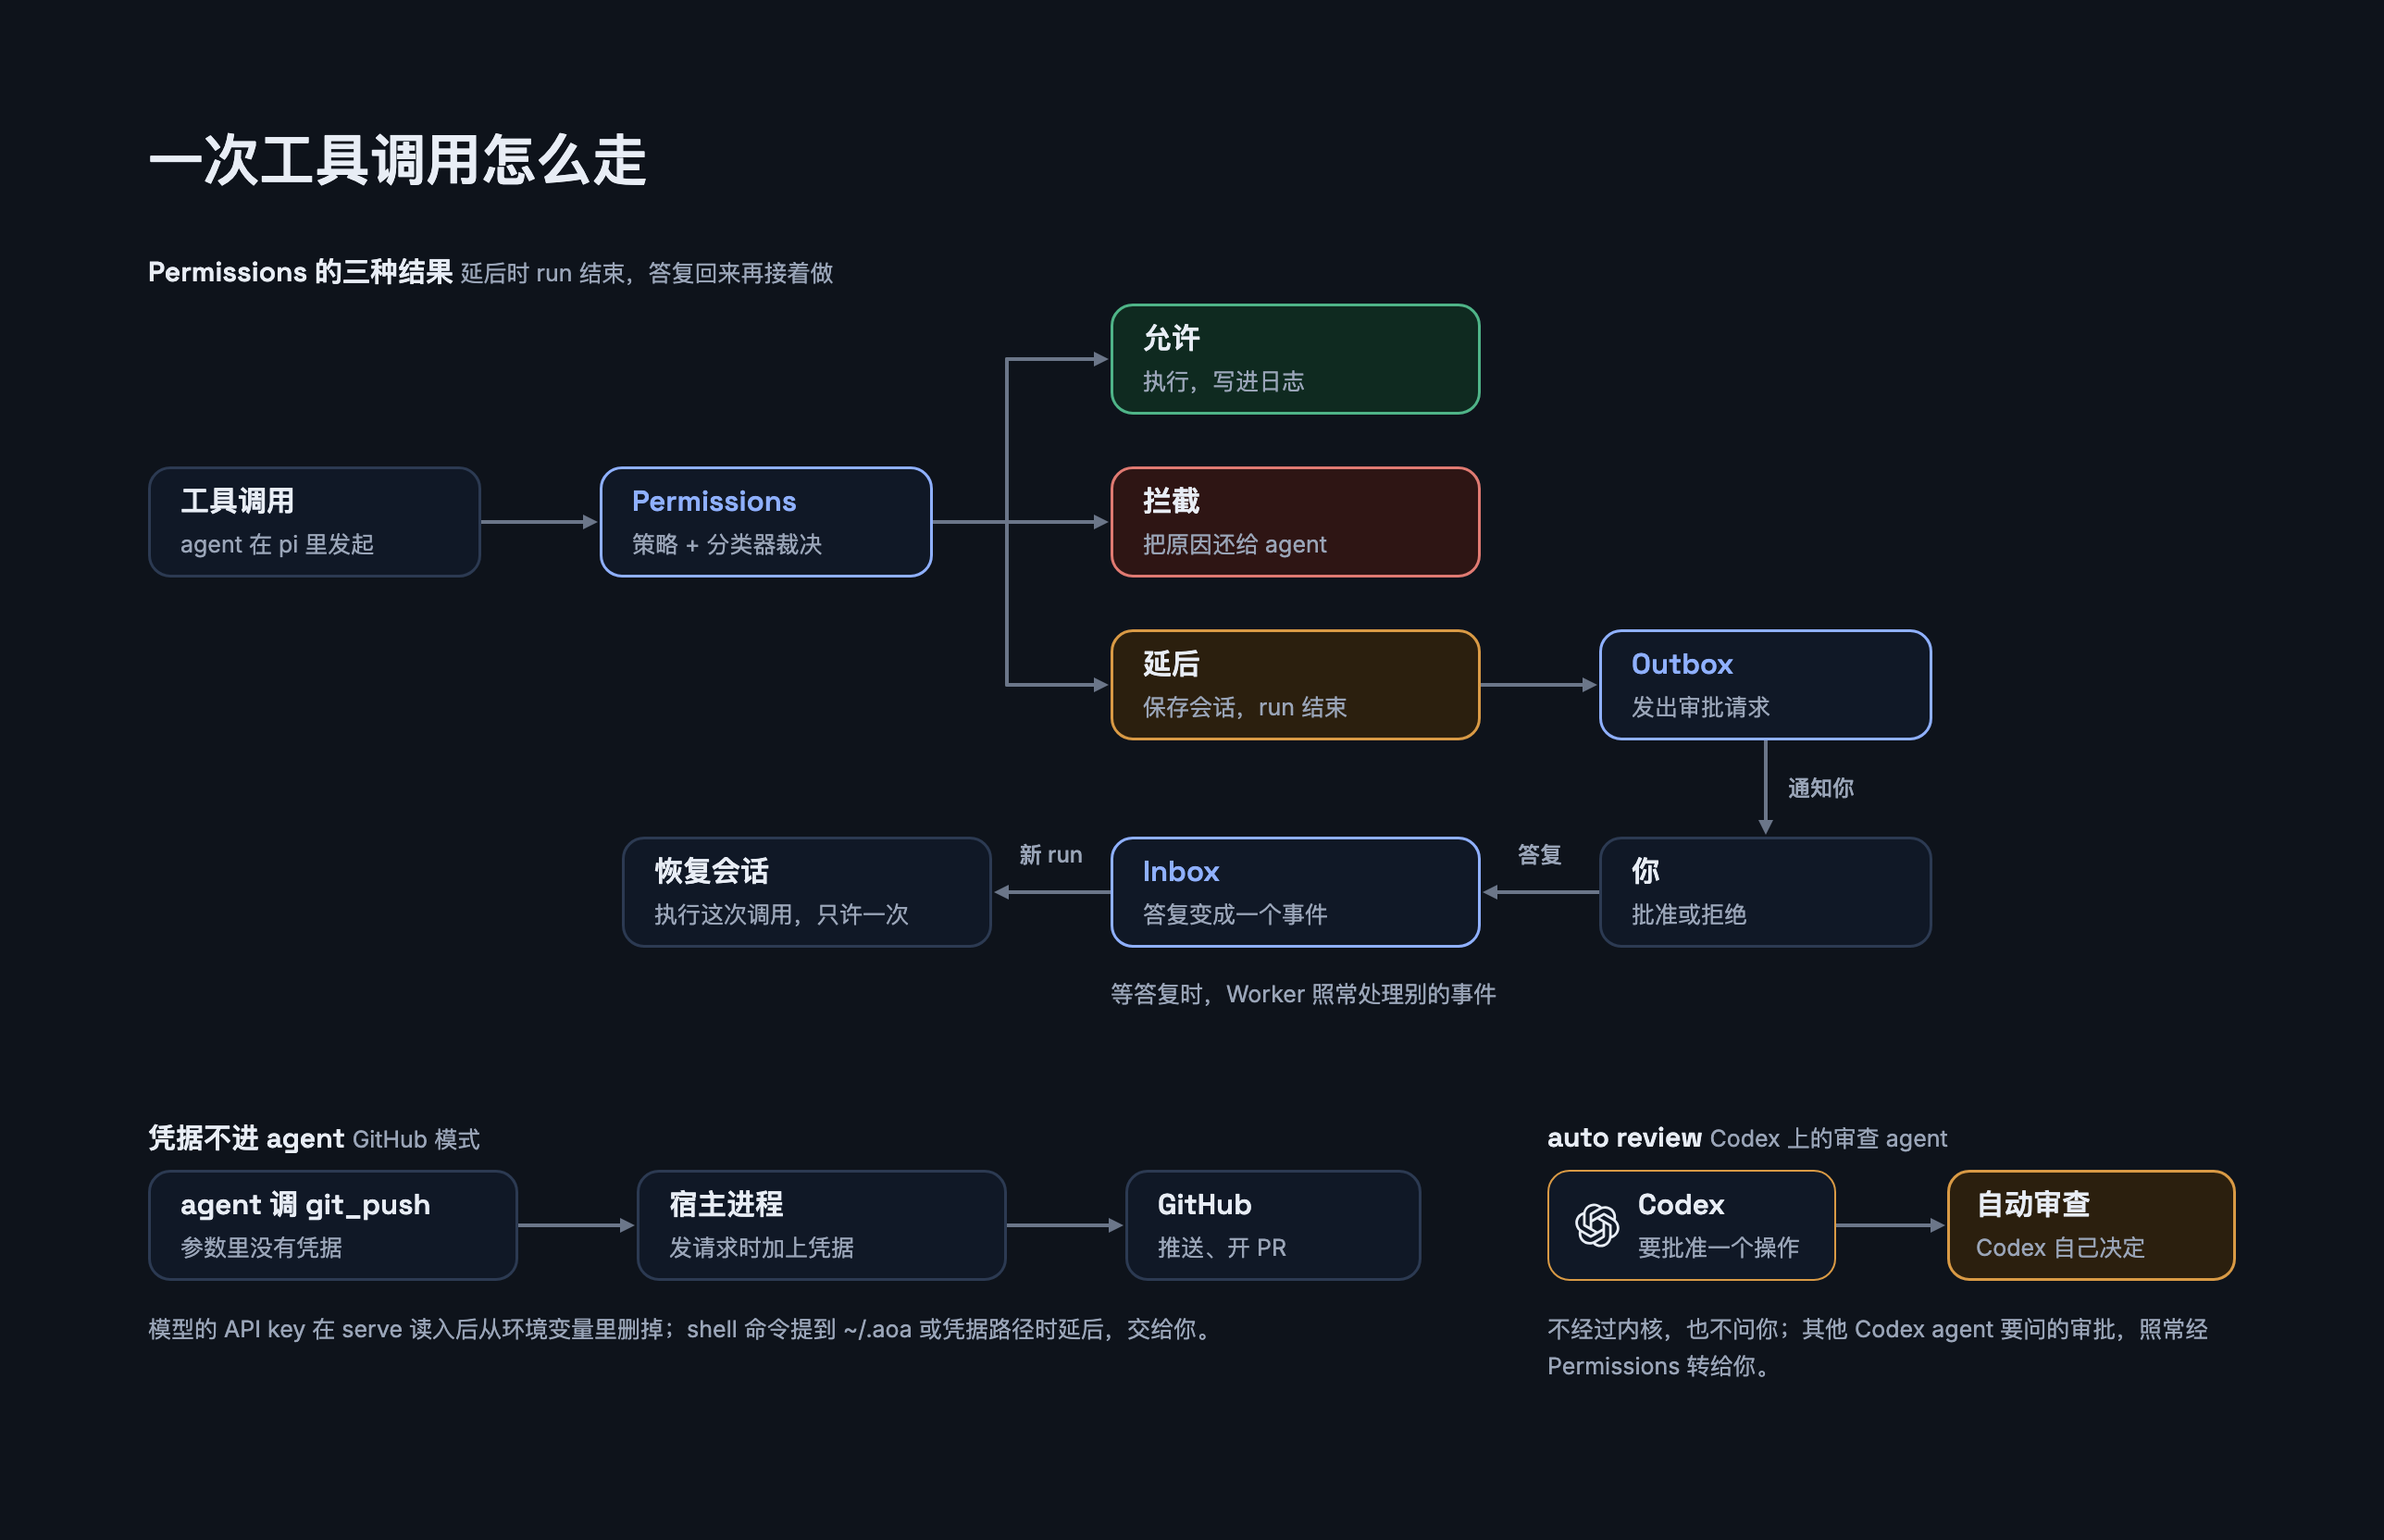 一次工具调用怎么走
Permissions 的三种结果 延后时 run 结束，答复回来再接着做
允许
执行，写进日志
工具调用
agent 在 pi 里发起
Permissions
策略 + 分类器裁决
拦截
把原因还给 agent
延后
保存会话，run 结束
Outbox
发出审批请求
通知你
恢复会话
执行这次调用，只许一次
新 run
Inbox
答复变成一个事件
答复
你
批准或拒绝
等答复时，Worker 照常处理别的事件
凭据不进 agent GitHub 模式
agent 调 git_push
参数里没有凭据
宿主进程
发请求时加上凭据
GitHub
推送、开 PR
模型的 API key 在 serve 读入后从环境变量里删掉；shell 命令提到 ~/.aoa 或凭据路径时延后，交给你。
auto review Codex 上的审查 agent
Codex
要批准一个操作
自动审查
Codex 自己决定
不经过内核，也不问你；其他 Codex agent 要问的审批，照常经
Permissions 转给你。